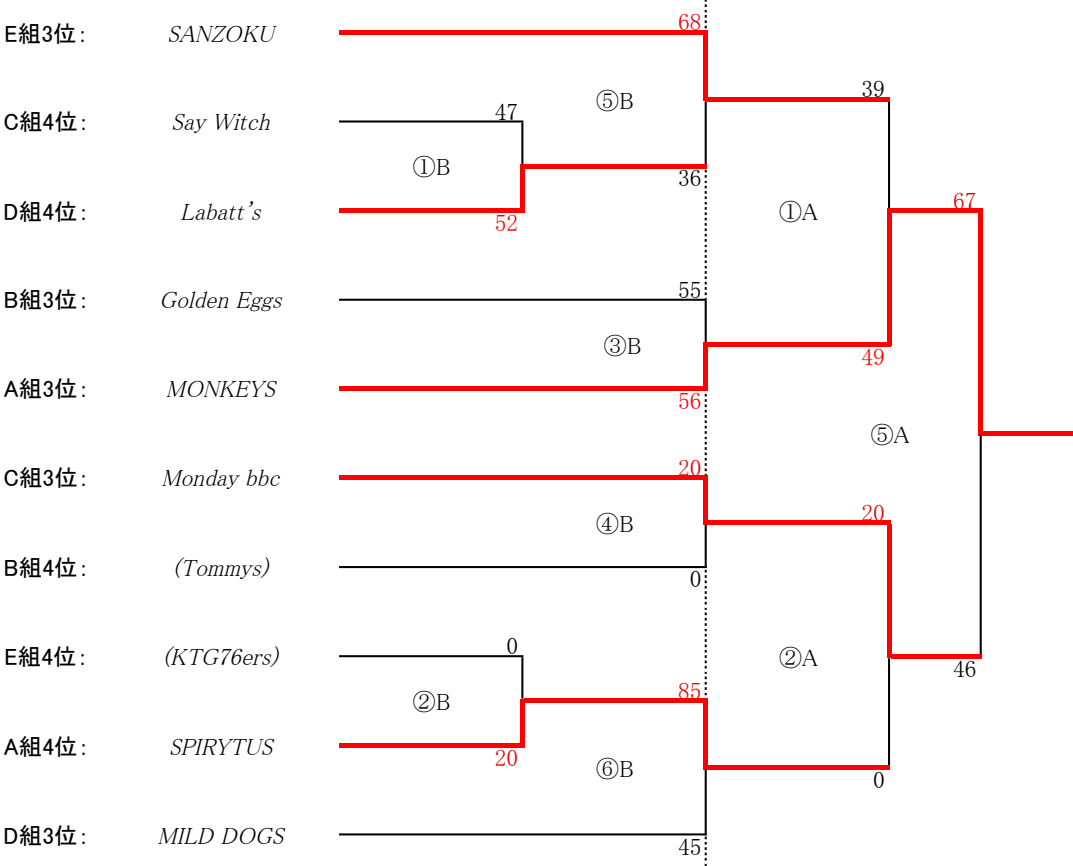 68
E組3位： SANZOKU
39
⑤B
47
C組4位： Say Witch
①B
36
67
D組4位： Labatt's
①A
52
55
B組3位： Golden Eggs
③B
49
A組3位： MONKEYS
56
⑤A
20
C組3位： Monday bbc
20
④B
B組4位： (Tommys)
0
0
E組4位： (KTG76ers)
②A
46
85
②B
A組4位： SPIRYTUS
20
⑥B
0
D組3位： MILD DOGS
45